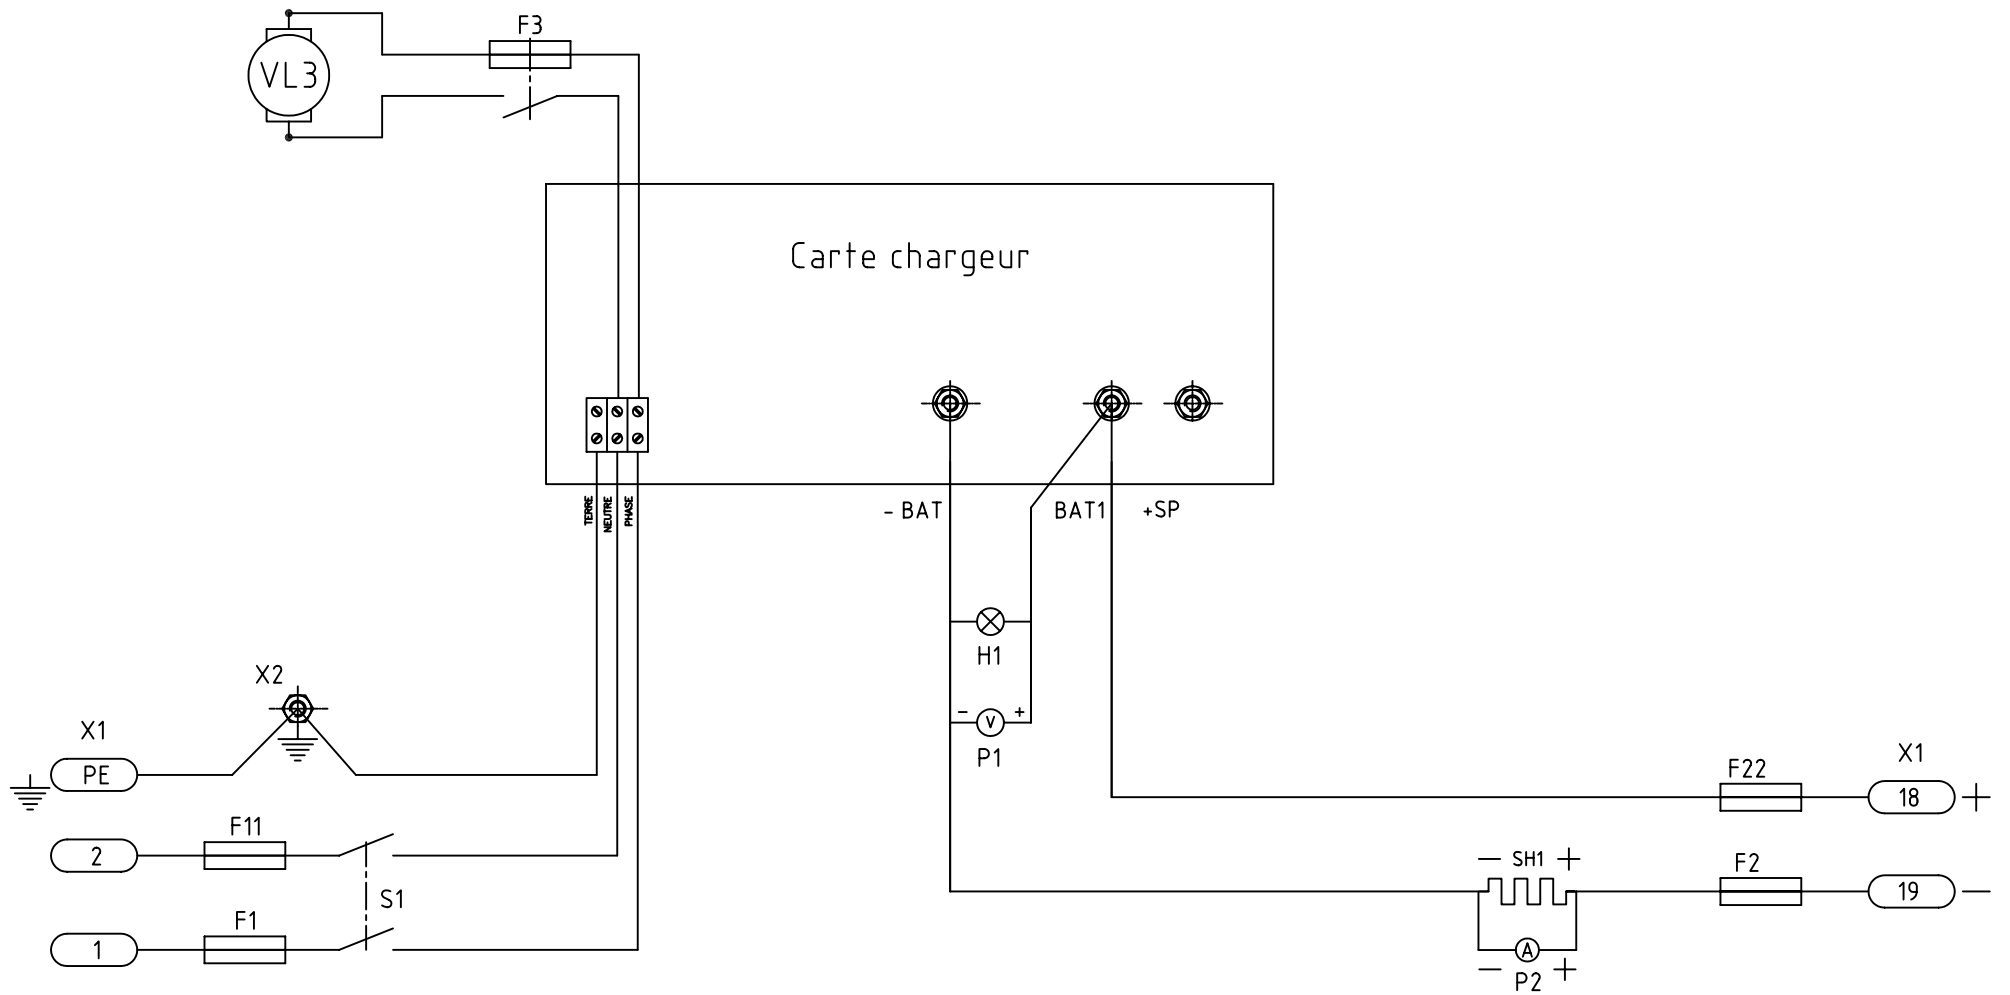 F3
VL3
Carte chargeur
TERRE
NEUTRE
PHASE
- BAT
BAT1
+SP
H1
X2
- +
V
P1
X1
PE
F11
2
S1
F1
1
F22
X1
18 +
- SH1 +
F2
19 -
A
- +
P2